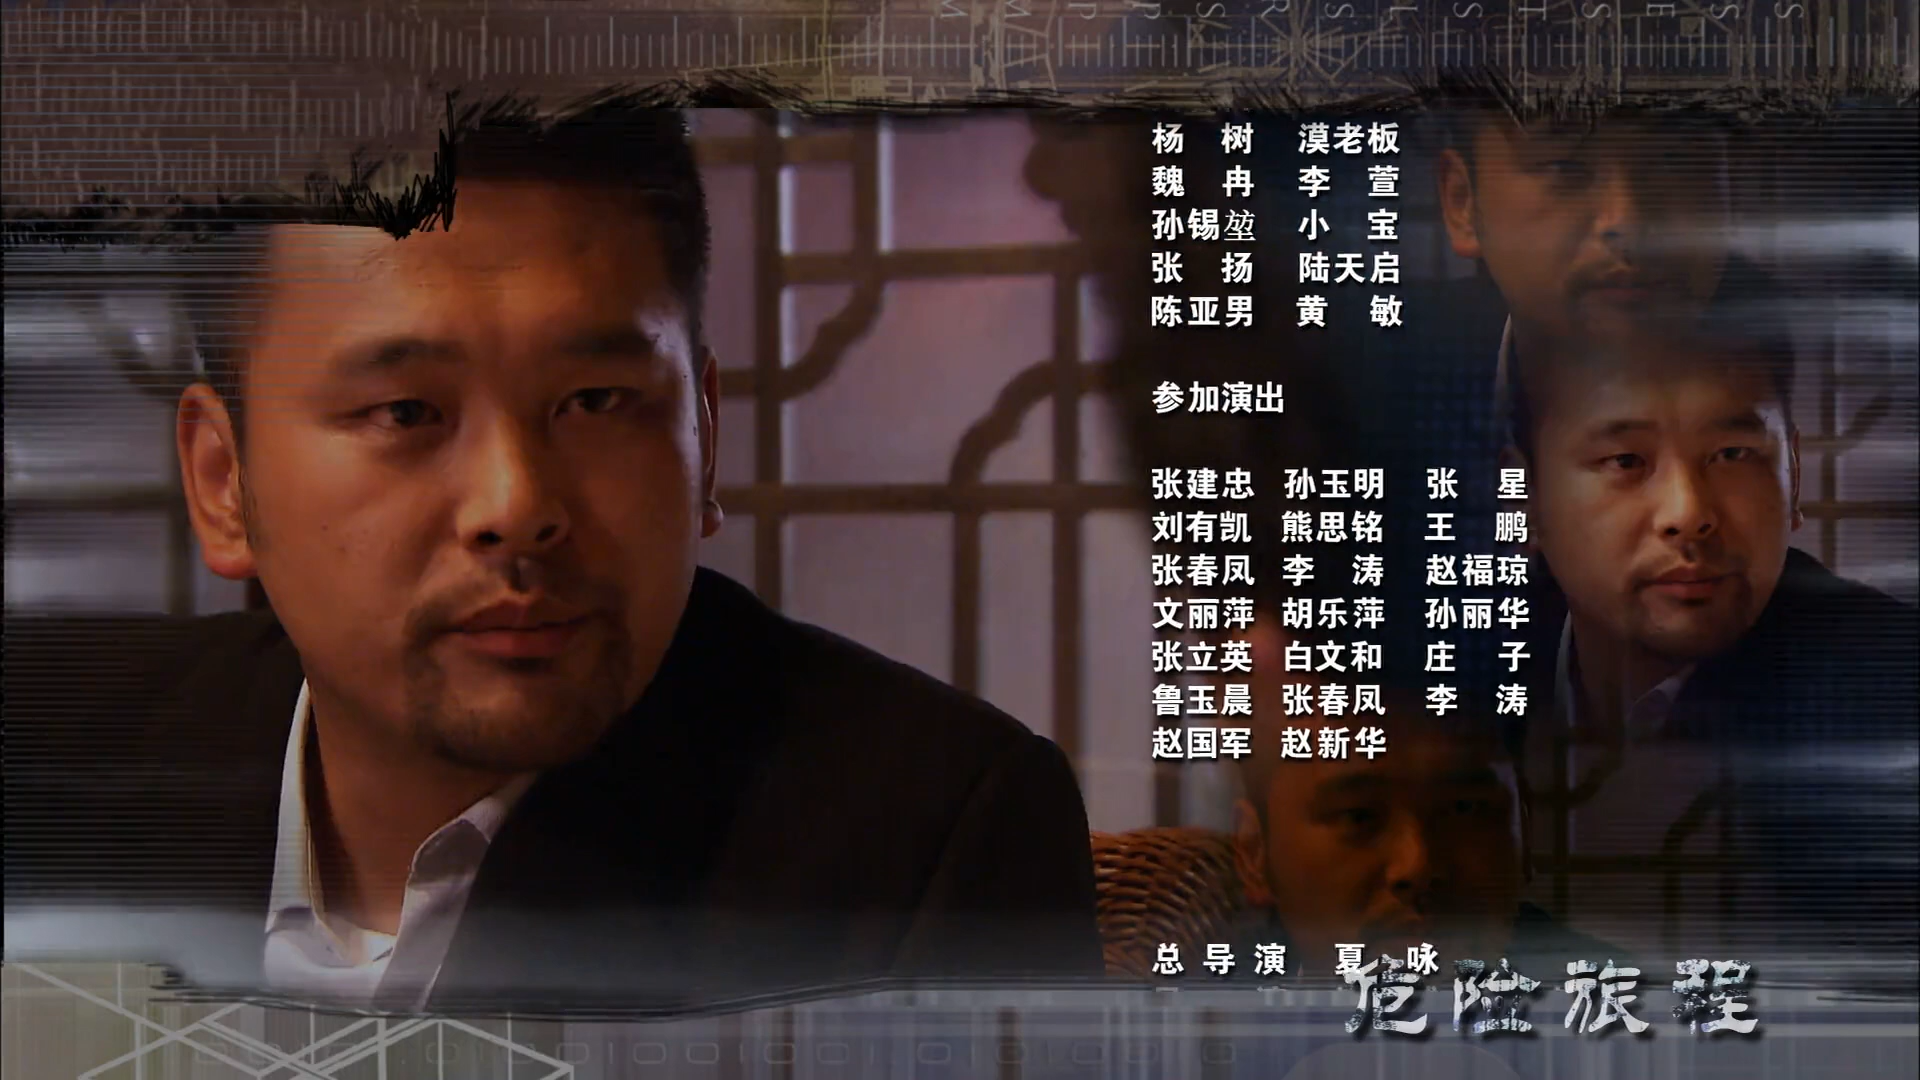 杨 树 漠老板
魏 冉 李 萱
孙锡堃 小 宝
张 扬 陆天启
陈亚男 黄 敏
参加演出
张建忠 孙玉明 张 星
刘有凯 熊思铭 王 鹏
张春凤 李 涛 赵福琼
文丽萍 胡乐萍 孙丽华
张立英 白文和 庄 子
鲁玉晨 张春凤 李 涛
赵国军 赵新华
总导演 夏 咏
危险旅程